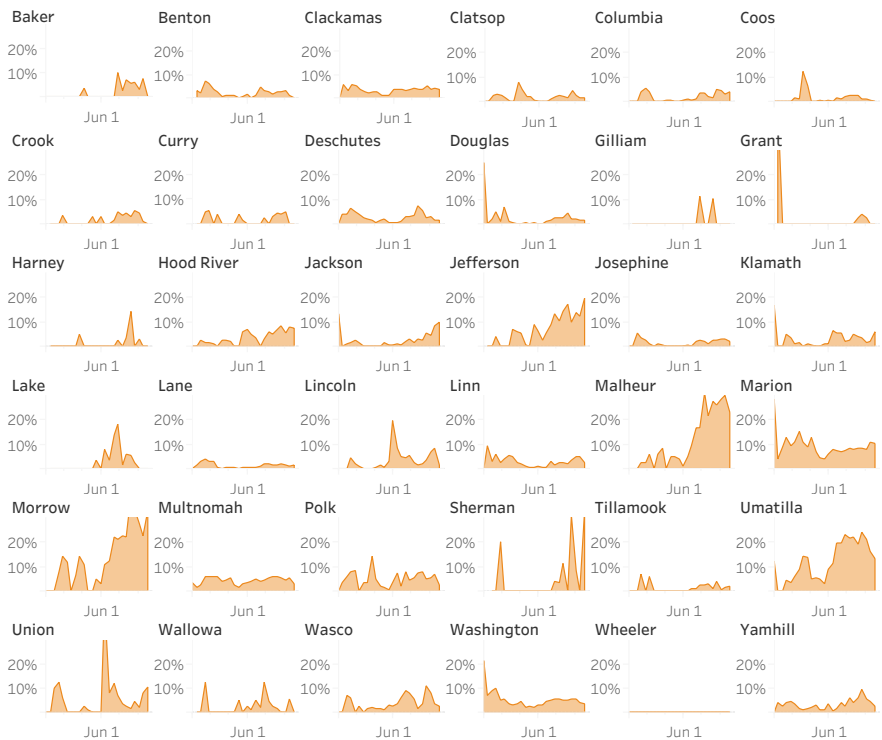 Baker Benton Clackamas Clatsop Columbia Coos
20% 20% 20% 20% 20% 20%
10% 10% 10% 10% 10% 10%
Jun 1 Jun 1 Jun 1 Jun 1 Jun 1 Jun 1
Crook Curry Deschutes Douglas Gilliam Grant
20% 20% 20% 20% 20% 20%
10% 10% 10% 10% 10% 10%
Jun 1 Jun 1 Jun 1 Jun 1 Jun 1 Jun 1
Harney Hood River Jackson Jefferson Josephine Klamath
20% 20% 20% 20% 20% 20%
10% 10% 10% 10% 10% 10%
Jun 1 Jun 1 Jun 1 Jun 1 Jun 1 Jun 1
Lake Lane Lincoln Linn Malheur Marion
20% 20% 20% 20% 20% 20%
10% 10% 10% 10% 10% 10%
Jun 1 Jun 1 Jun 1 Jun 1 Jun 1 Jun 1
Morrow Multnomah Polk Sherman Tillamook Umatilla
20% 20% 20% 20% 20% 20%
10% 10% 10% 10% 10% 10%
Jun 1 Jun 1 Jun 1 Jun 1 Jun 1 Jun 1
Union Wallowa Wasco Washington Wheeler Yamhill
20% 20% 20% 20% 20% 20%
10% 10% 10% 10% 10% 10%
Jun 1 Jun 1 Jun 1 Jun 1 Jun 1 Jun 1